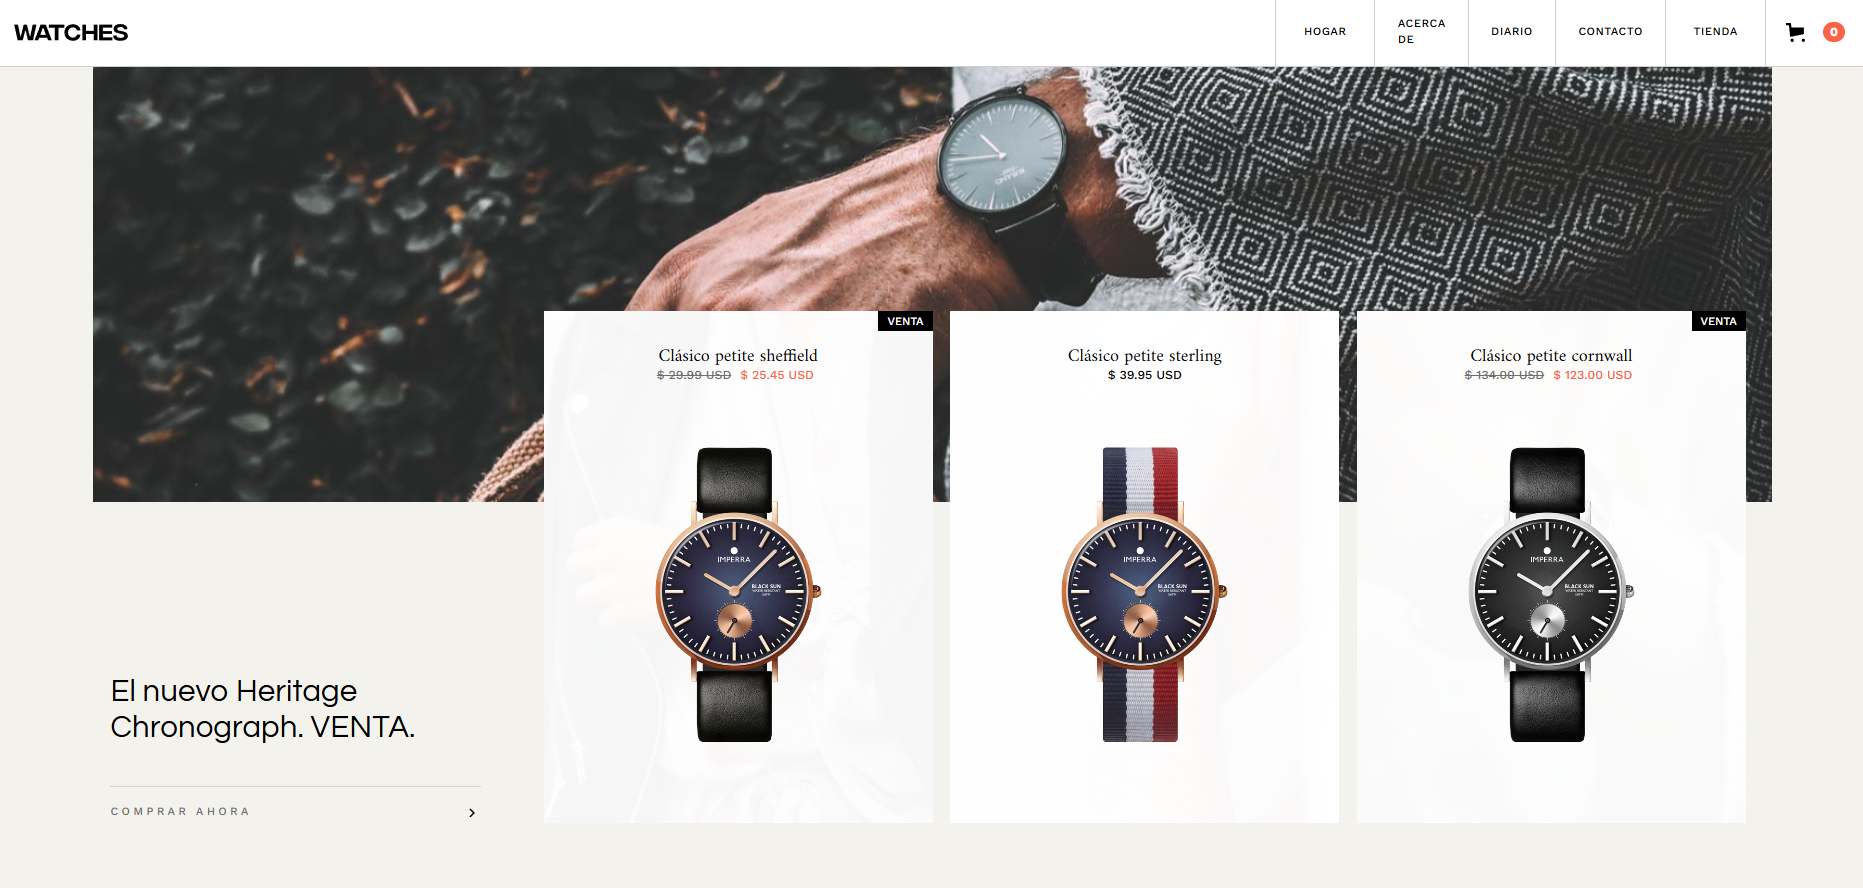 WATCHES
HOGAR
ACERCA
DE
DIARIO
CONTACTO
TIENDA
0
VENTA
Clásico petite sheffield
$ 29.99 USD $ 25.45 USD
IMPERRA
BLACK SUN
Clásico petite sterling
$ 39.95 USD
IMPERRA
BLACK SUN
VENTA
Clásico petite cornwall
$ 134.00 USD $ 123.00 USD
IMPERRA
BLACK SUN
El nuevo Heritage
Chronograph. VENTA.
COMPRAR AHORA